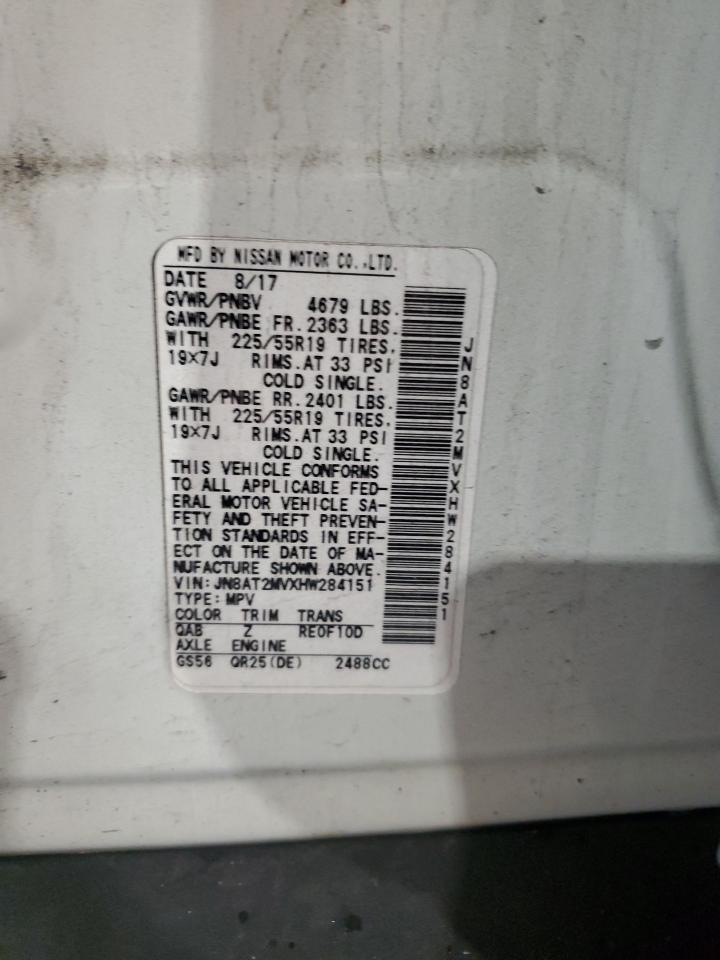 MFD BY NISSAN MOTOR CO.,LTD.
DATE 8/17
GVWR/PNBV 4679 LBS.
GAWR/PNBE FR. 2363 LBS.
WITH 225/55R19 TIRES.
19×7J RIMS. AT 33 PSI
COLD SINGLE.
GAWR/PNBE RR. 2401 LBS.
WITH 225/55R19 TIRES.
19×7J RIMS. AT 33 PSI
COLD SINGLE.
THIS VEHICLE CONFORMS
TO ALL APPLICABLE FED-
ERAL MOTOR VEHICLE SA-
FETY AND THEFT PREVEN-
TION STANDARDS IN EFF-
ECT ON THE DATE OF MA-
NUFACTURE SHOWN ABOVE.
VIN: JN8AT2MVXHW284151
TYPE: MPV
COLOR TRIM TRANS
QAB Z RE0F10D
AXLE ENGINE
GS56 QR25(DE) 2488CC
JN8AT2MVXHW284151